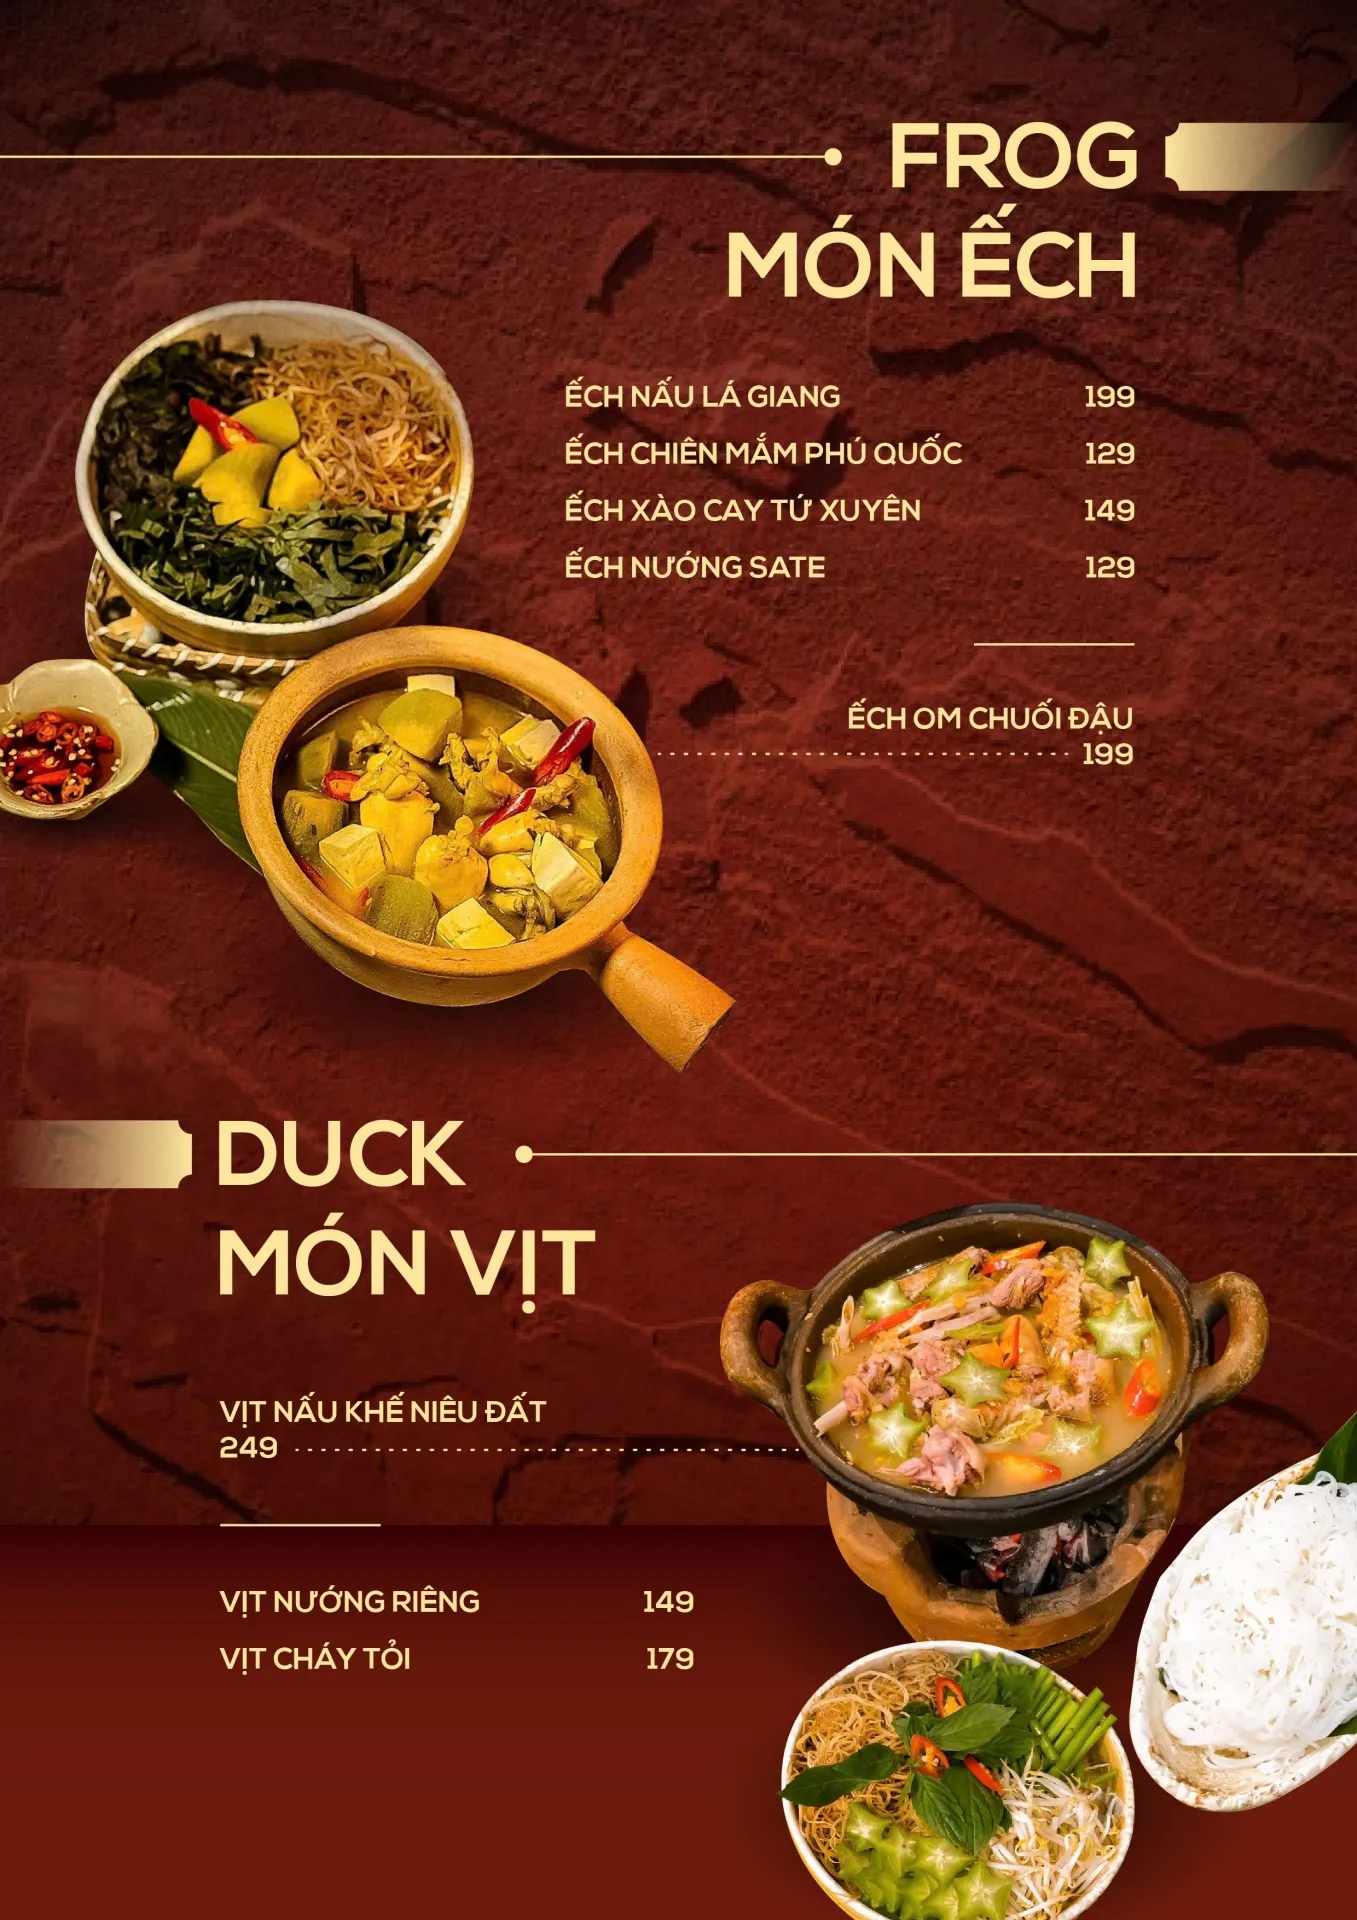 FROG
MÓN ẾCH
ẾCH NẤU LÁ GIANG 199
ẾCH CHIÊN MẮM PHÚ QUỐC 129
ẾCH XÀO CAY TỨ XUYÊN 149
ẾCH NƯỚNG SATE 129
ẾCH OM CHUỐI ĐẬU
199
DUCK
MÓN VỊT
VỊT NẤU KHẾ NIÊU ĐẤT
249
VỊT NƯỚNG RIÊNG 149
VỊT CHÁY TỎI 179